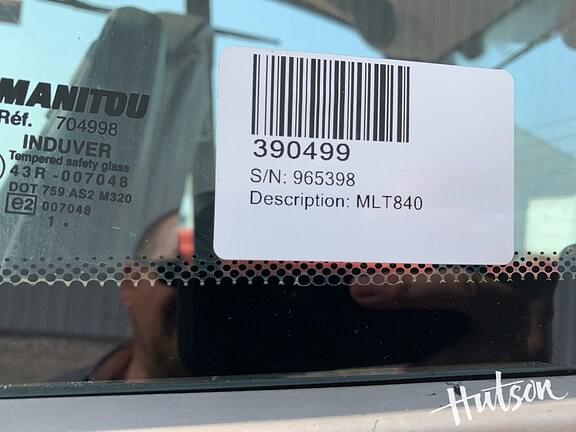 MANITOU
Réf. 704998
INDUVER
Tempered safety glass
43R -007048
DOT 759 AS2 M320
e2 007048
1 .
390499
S/N: 965398
Description: MLT840
Hutson